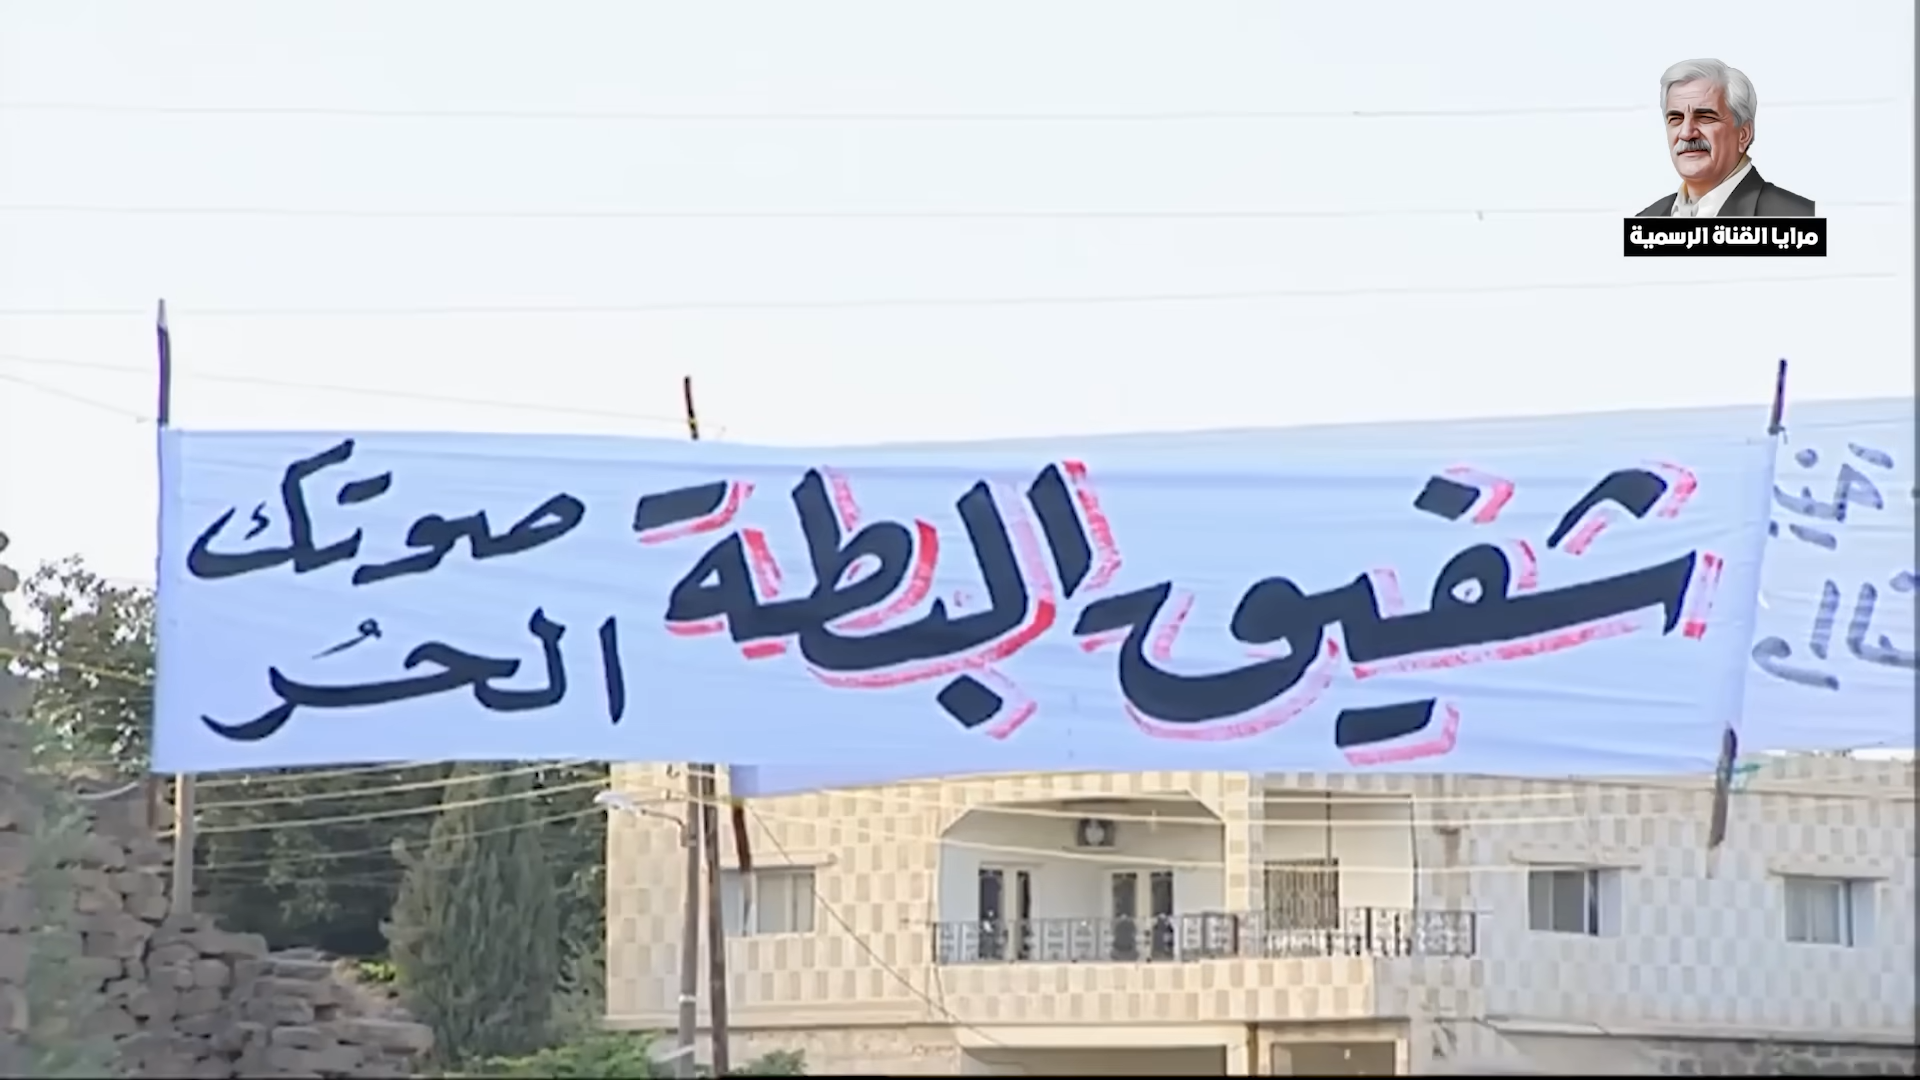 مرايا القناة الرسمية
شفيق البطة
صوتك
الحُر